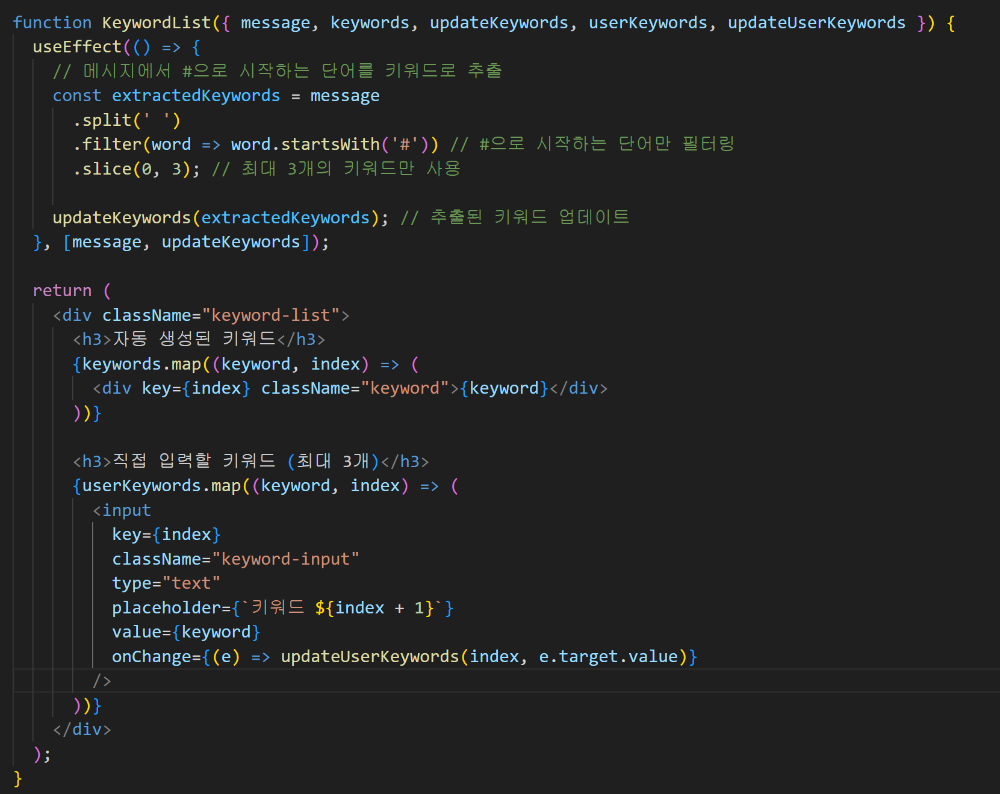 function KeywordList({ message, keywords, updateKeywords, userKeywords, updateUserKeywords }) {
  useEffect(() => {
    // 메시지에서 #으로 시작하는 단어를 키워드로 추출
    const extractedKeywords = message
      .split(' ')
      .filter(word => word.startsWith('#')) // #으로 시작하는 단어만 필터링
      .slice(0, 3); // 최대 3개의 키워드만 사용

    updateKeywords(extractedKeywords); // 추출된 키워드 업데이트
  }, [message, updateKeywords]);

  return (
    <div className="keyword-list">
      <h3>자동 생성된 키워드</h3>
      {keywords.map((keyword, index) => (
        <div key={index} className="keyword">{keyword}</div>
      ))}

      <h3>직접 입력할 키워드 (최대 3개)</h3>
      {userKeywords.map((keyword, index) => (
        <input
          key={index}
          className="keyword-input"
          type="text"
          placeholder={`키워드 ${index + 1}`}
          value={keyword}
          onChange={(e) => updateUserKeywords(index, e.target.value)}
        />
      ))}
    </div>
  );
}